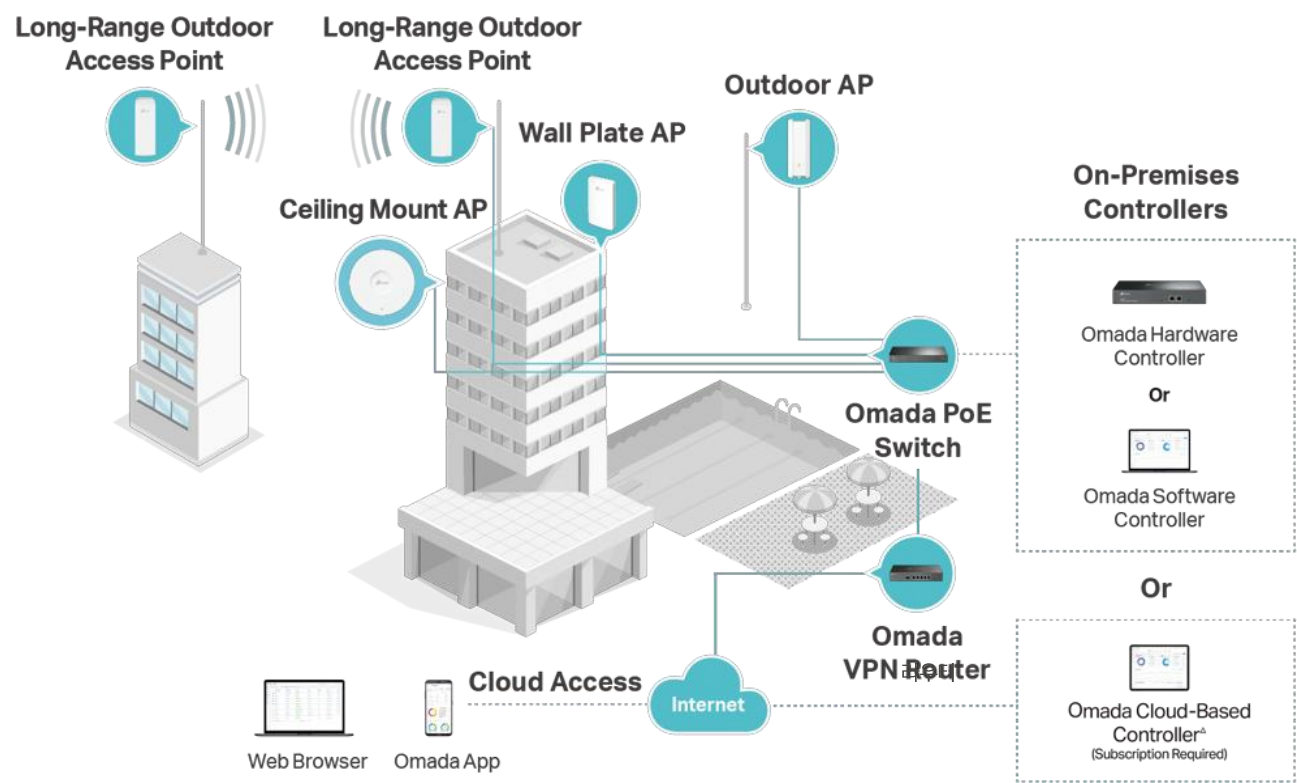 Long-Range Outdoor
Access Point
Long-Range Outdoor
Access Point
Outdoor AP
Wall Plate AP
Ceiling Mount AP
On-Premises
Controllers
Omada Hardware
Controller
Or
Omada Software
Controller
Omada PoE
Switch
Or
Omada
VPN Router
Cloud Access
Internet
Web Browser
Omada App
Omada Cloud-Based
Controller△
(Subscription Required)